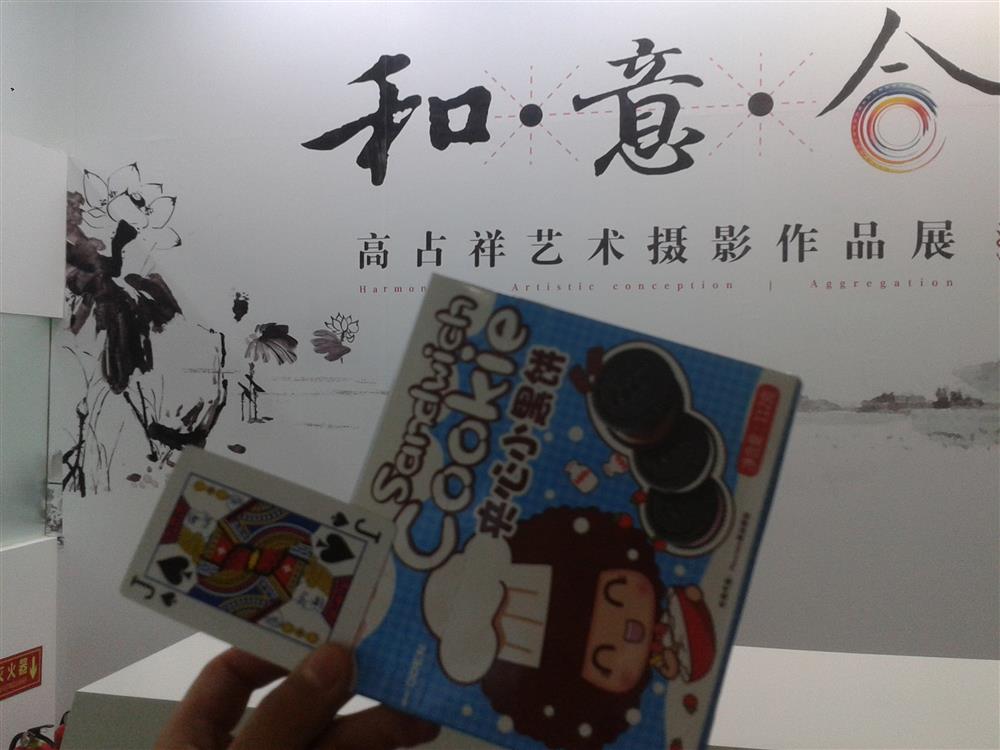 和·意·合
高占祥艺术摄影作品展
Harmon
Artistic conception | Aggregation
Sandwich
Cookie
夹心小黑饼
J
J
灭火器